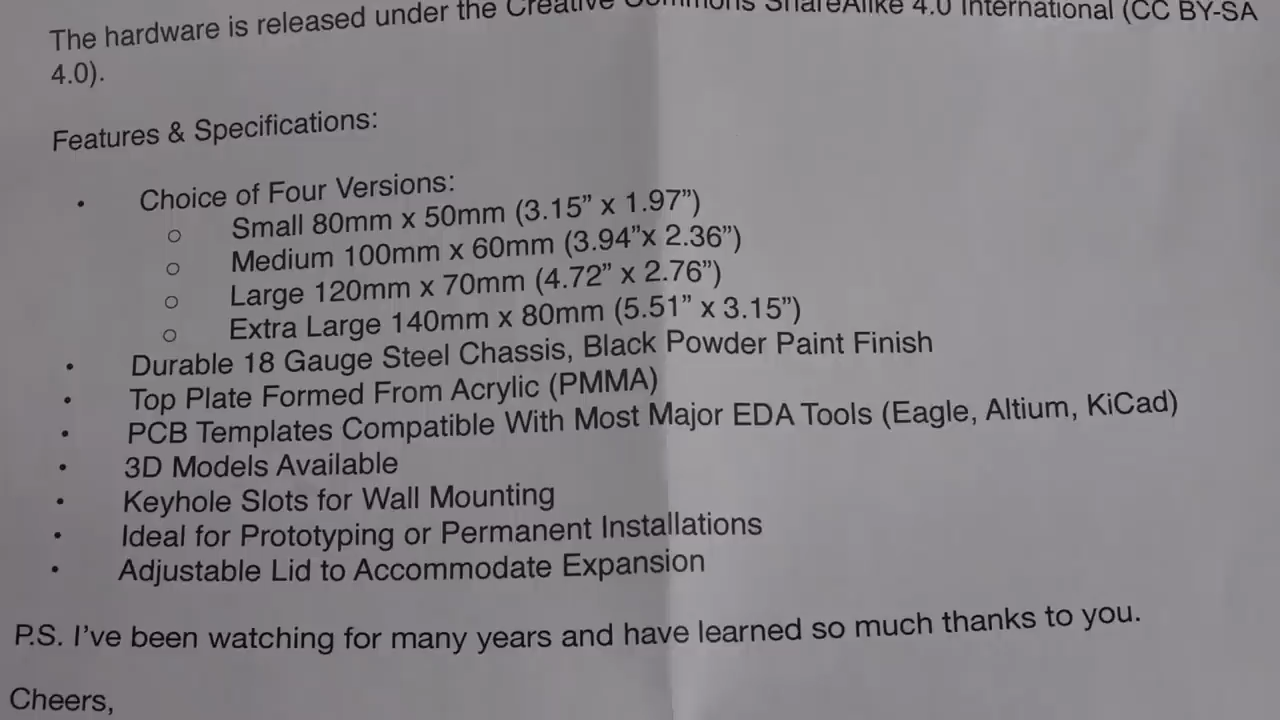 The hardware is released under the Creative Commons ShareAlike 4.0 International (CC BY-SA
4.0).
Features & Specifications:
• Choice of Four Versions:
○ Small 80mm x 50mm (3.15” x 1.97”)
○ Medium 100mm x 60mm (3.94”x 2.36”)
○ Large 120mm x 70mm (4.72” x 2.76”)
○ Extra Large 140mm x 80mm (5.51” x 3.15”)
• Durable 18 Gauge Steel Chassis, Black Powder Paint Finish
• Top Plate Formed From Acrylic (PMMA)
• PCB Templates Compatible With Most Major EDA Tools (Eagle, Altium, KiCad)
• 3D Models Available
• Keyhole Slots for Wall Mounting
• Ideal for Prototyping or Permanent Installations
• Adjustable Lid to Accommodate Expansion
P.S. I’ve been watching for many years and have learned so much thanks to you.
Cheers,